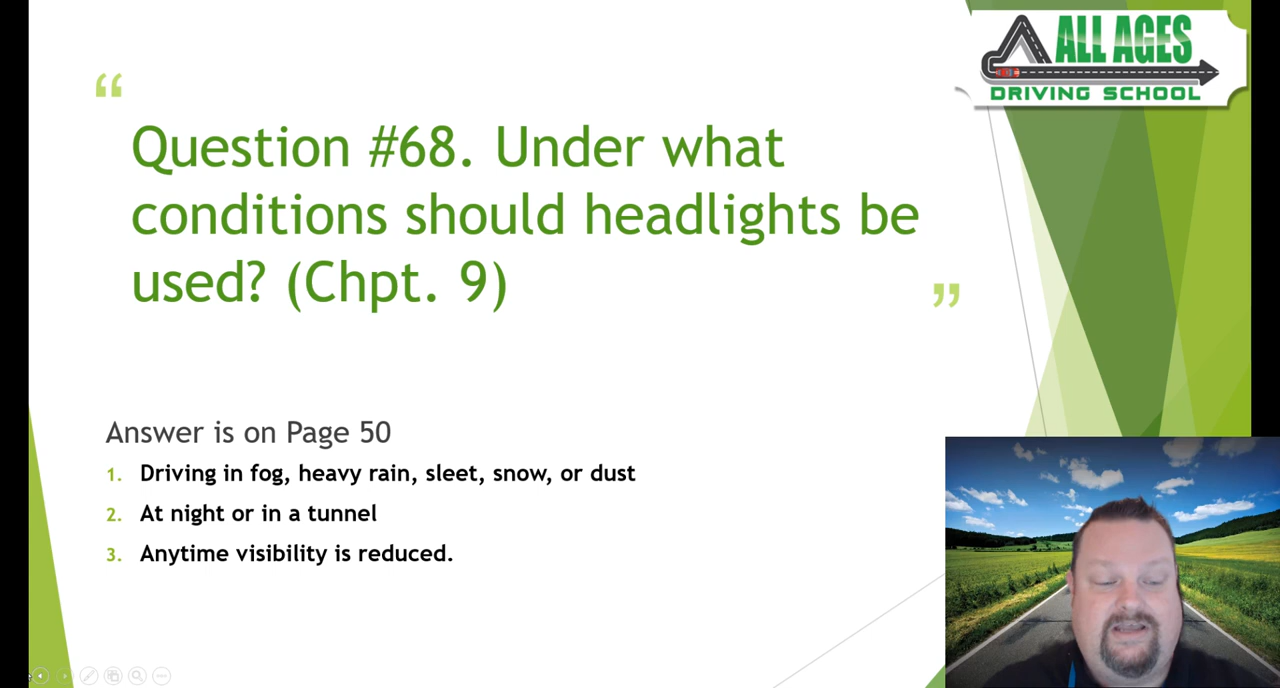 ALL AGES
DRIVING SCHOOL
“
Question #68. Under what
conditions should headlights be
used? (Chpt. 9)
”
Answer is on Page 50
1. Driving in fog, heavy rain, sleet, snow, or dust
2. At night or in a tunnel
3. Anytime visibility is reduced.